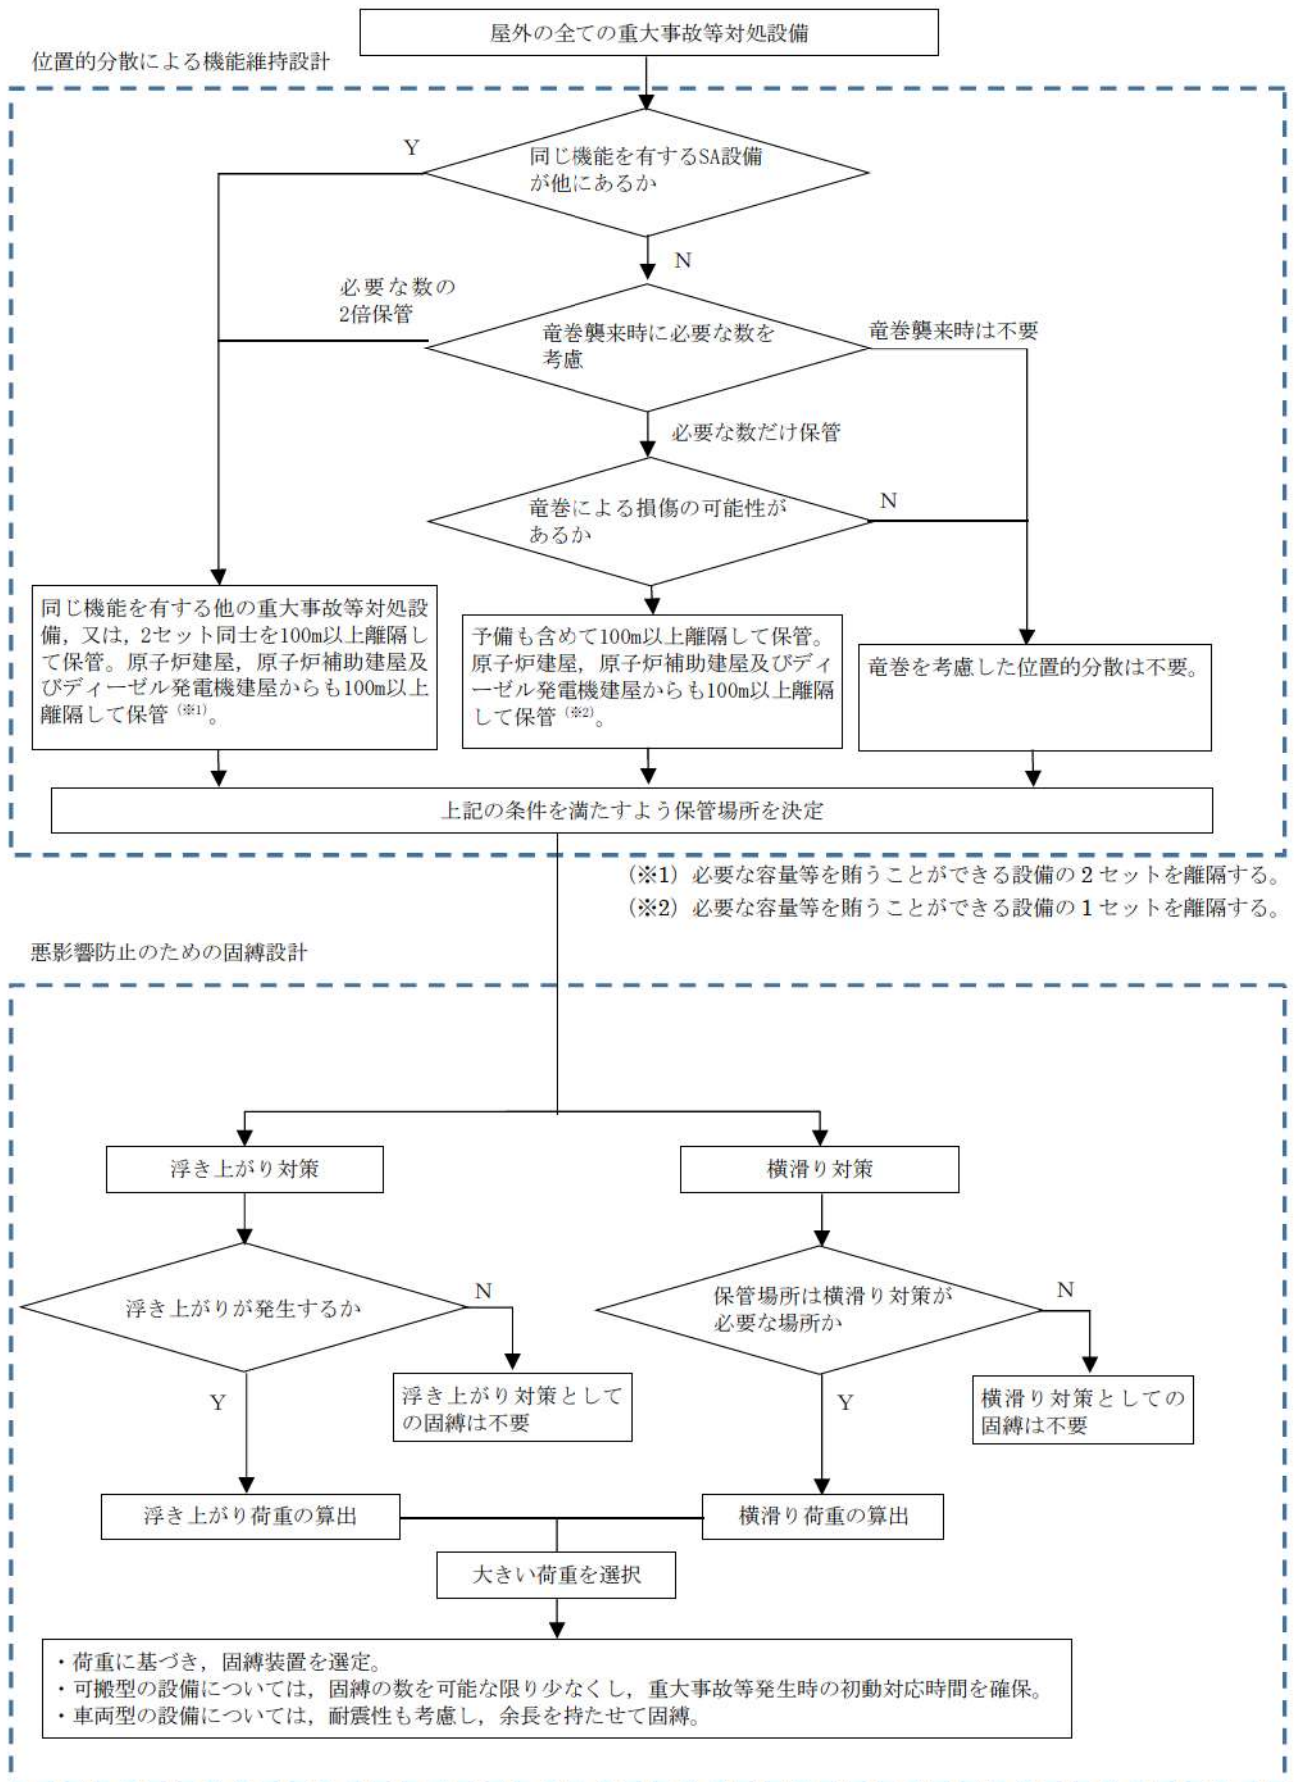 屋外の全ての重大事故等対処設備
位置的分散による機能維持設計
Y
同じ機能を有するSA設備
が他にあるか
N
必要な数の
2倍保管
竜巻襲来時に必要な数を
考慮
竜巻襲来時は不要
必要な数だけ保管
竜巻による損傷の可能性が
あるか
N
同じ機能を有する他の重大事故等対処設
備，又は，2セット同士を100m以上離隔し
て保管。原子炉建屋，原子炉補助建屋及
びディーゼル発電機建屋からも100m以上
離隔して保管（※1）。
予備も含めて100m以上離隔して保管。
原子炉建屋，原子炉補助建屋及びディ
ーゼル発電機建屋からも100m以上離隔
して保管（※2）。
竜巻を考慮した位置的分散は不要。
上記の条件を満たすよう保管場所を決定
（※1）必要な容量等を賄うことができる設備の２セットを離隔する。
（※2）必要な容量等を賄うことができる設備の１セットを離隔する。
悪影響防止のための固縛設計
浮き上がり対策
横滑り対策
浮き上がりが発生するか
N
保管場所は横滑り対策が
必要な場所か
N
Y
浮き上がり対策として
の固縛は不要
Y
横滑り対策としての
固縛は不要
浮き上がり荷重の算出
横滑り荷重の算出
大きい荷重を選択
・荷重に基づき，固縛装置を選定。
・可搬型の設備については，固縛の数を可能な限り少なくし，重大事故等発生時の初動対応時間を確保。
・車両型の設備については，耐震性も考慮し，余長を持たせて固縛。